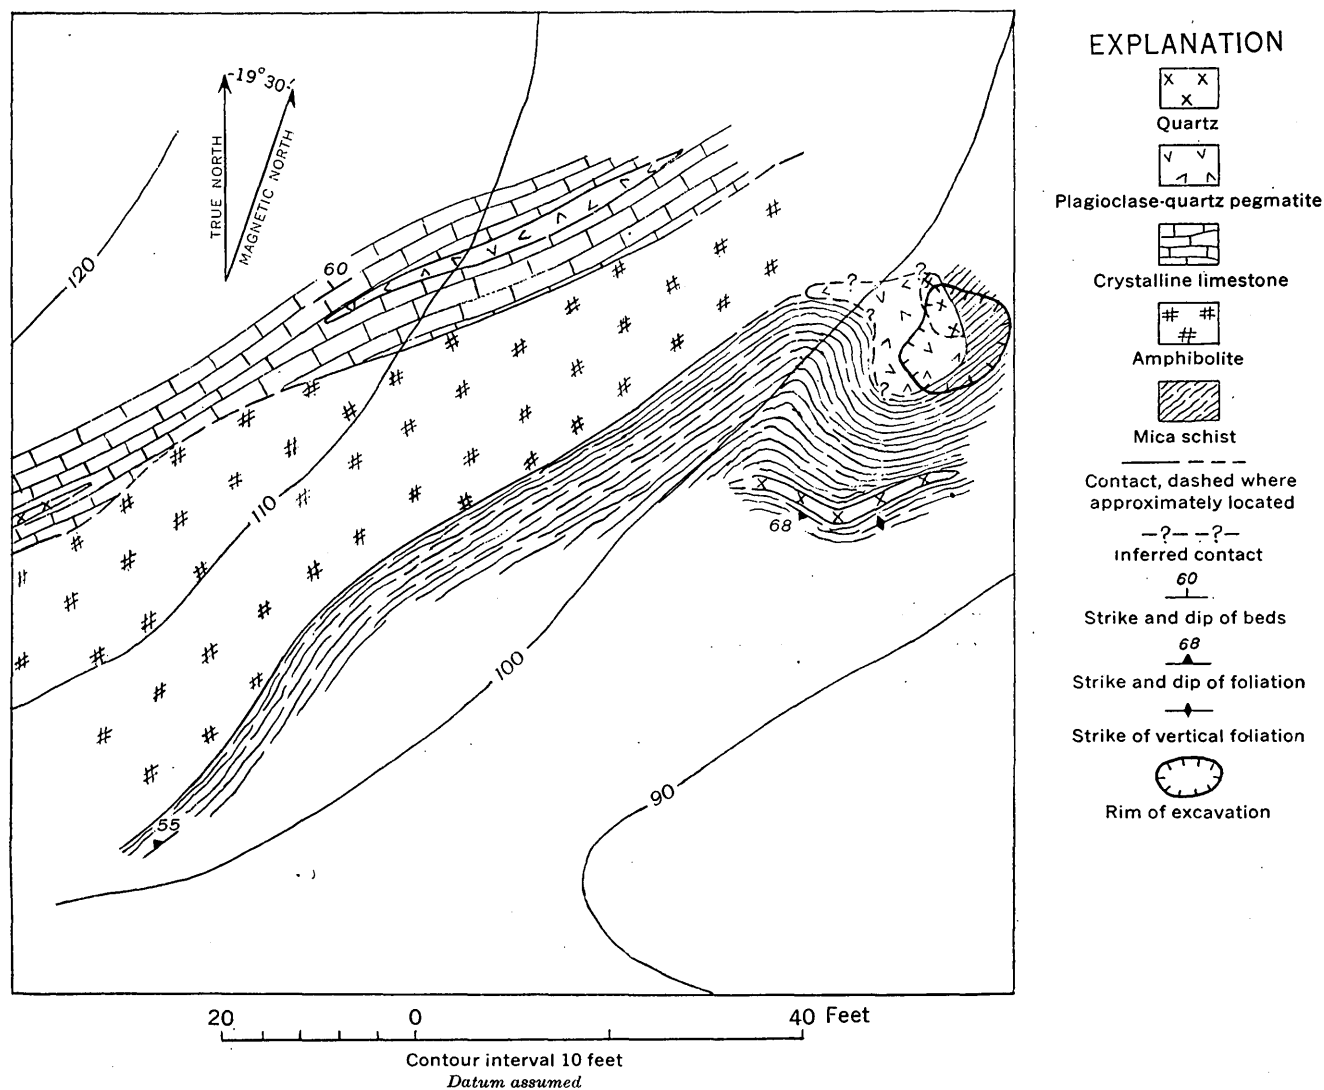 19°30'
TRUE NORTH
MAGNETIC NORTH
120
60
110
68
100
55
90
20 0 40 Feet
Contour interval 10 feet
Datum assumed
EXPLANATION
Quartz
Plagioclase-quartz pegmatite
Crystalline limestone
Amphibolite
Mica schist
Contact, dashed where
approximately located
—?— —?—
Inferred contact
60
Strike and dip of beds
68
Strike and dip of foliation
Strike of vertical foliation
Rim of excavation